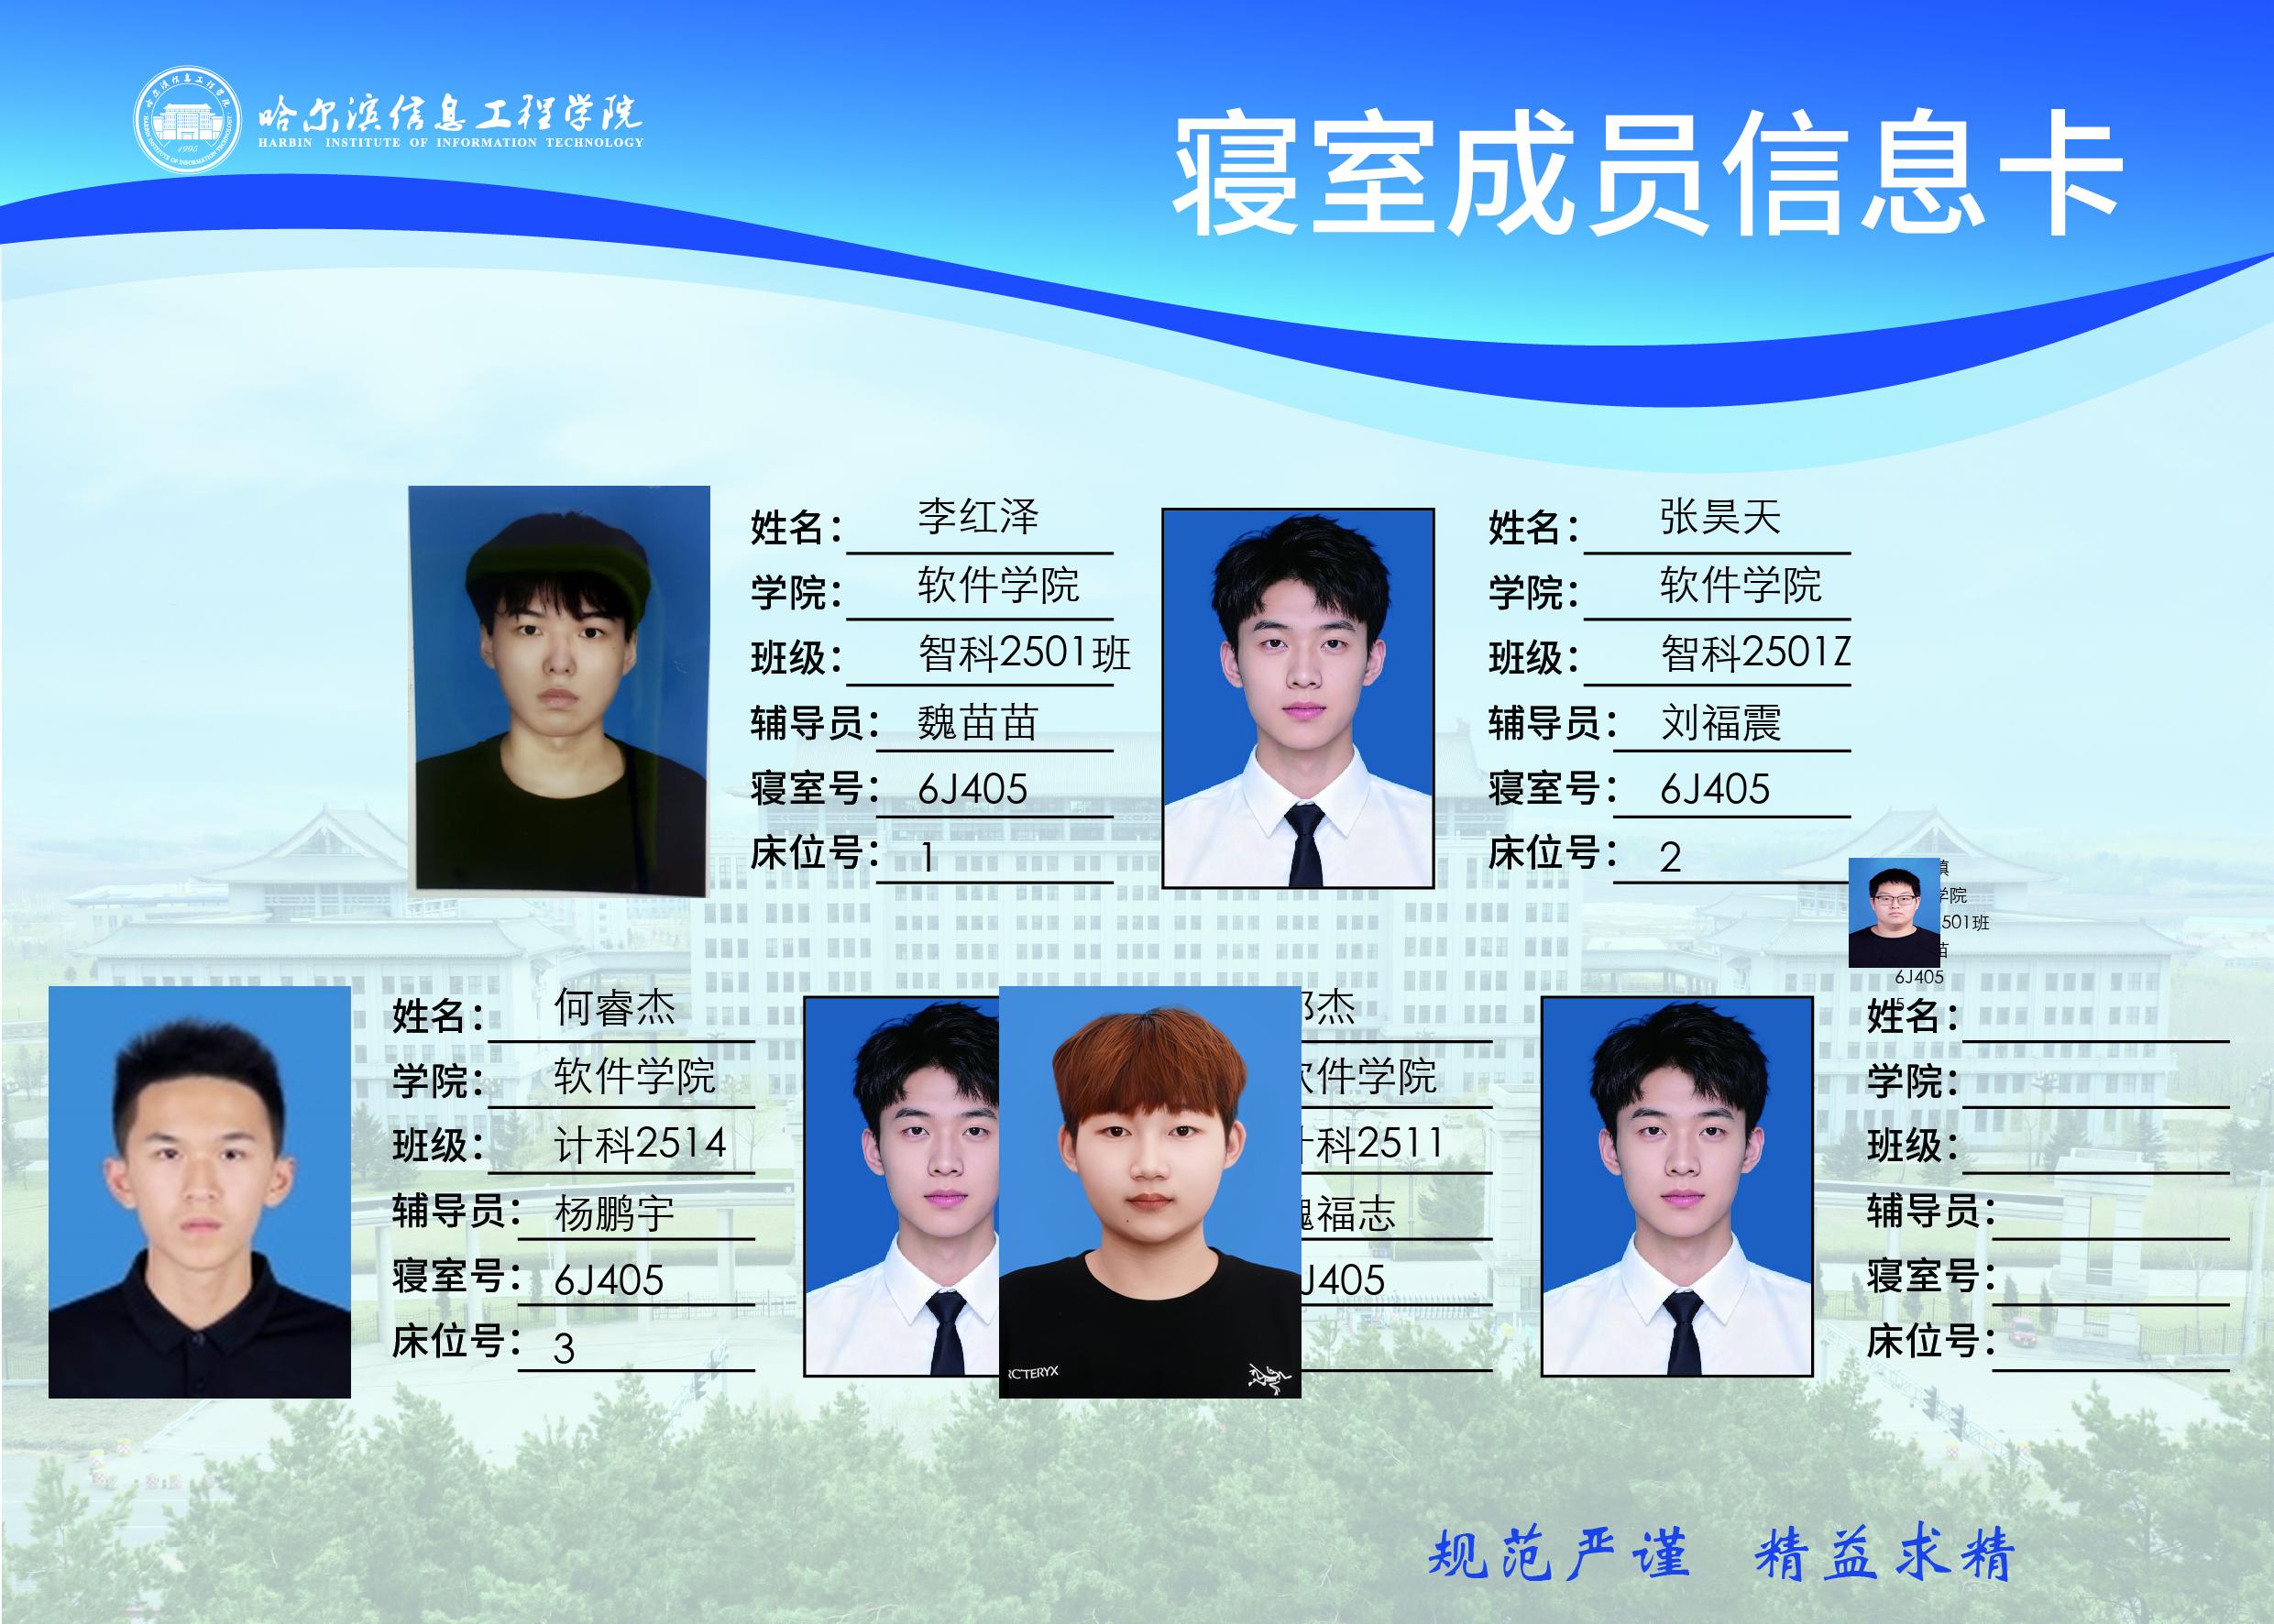 哈尔滨信息工程学院
HARBIN INSTITUTE OF INFORMATION TECHNOLOGY
1995
寝室成员信息卡
姓名： 李红泽
学院： 软件学院
班级： 智科2501班
辅导员： 魏苗苗
寝室号： 6J405
床位号： 1
姓名： 张昊天
学院： 软件学院
班级： 智科2501Z
辅导员： 刘福震
寝室号： 6J405
床位号： 2
学院
501班
苗
6J405
5
姓名： 何睿杰
学院： 软件学院
班级： 计科2514
辅导员： 杨鹏宇
寝室号： 6J405
床位号： 3
杰
件学院
科2511
福志
J405
RC'TERYX
姓名：
学院：
班级：
辅导员：
寝室号：
床位号：
规范严谨 精益求精